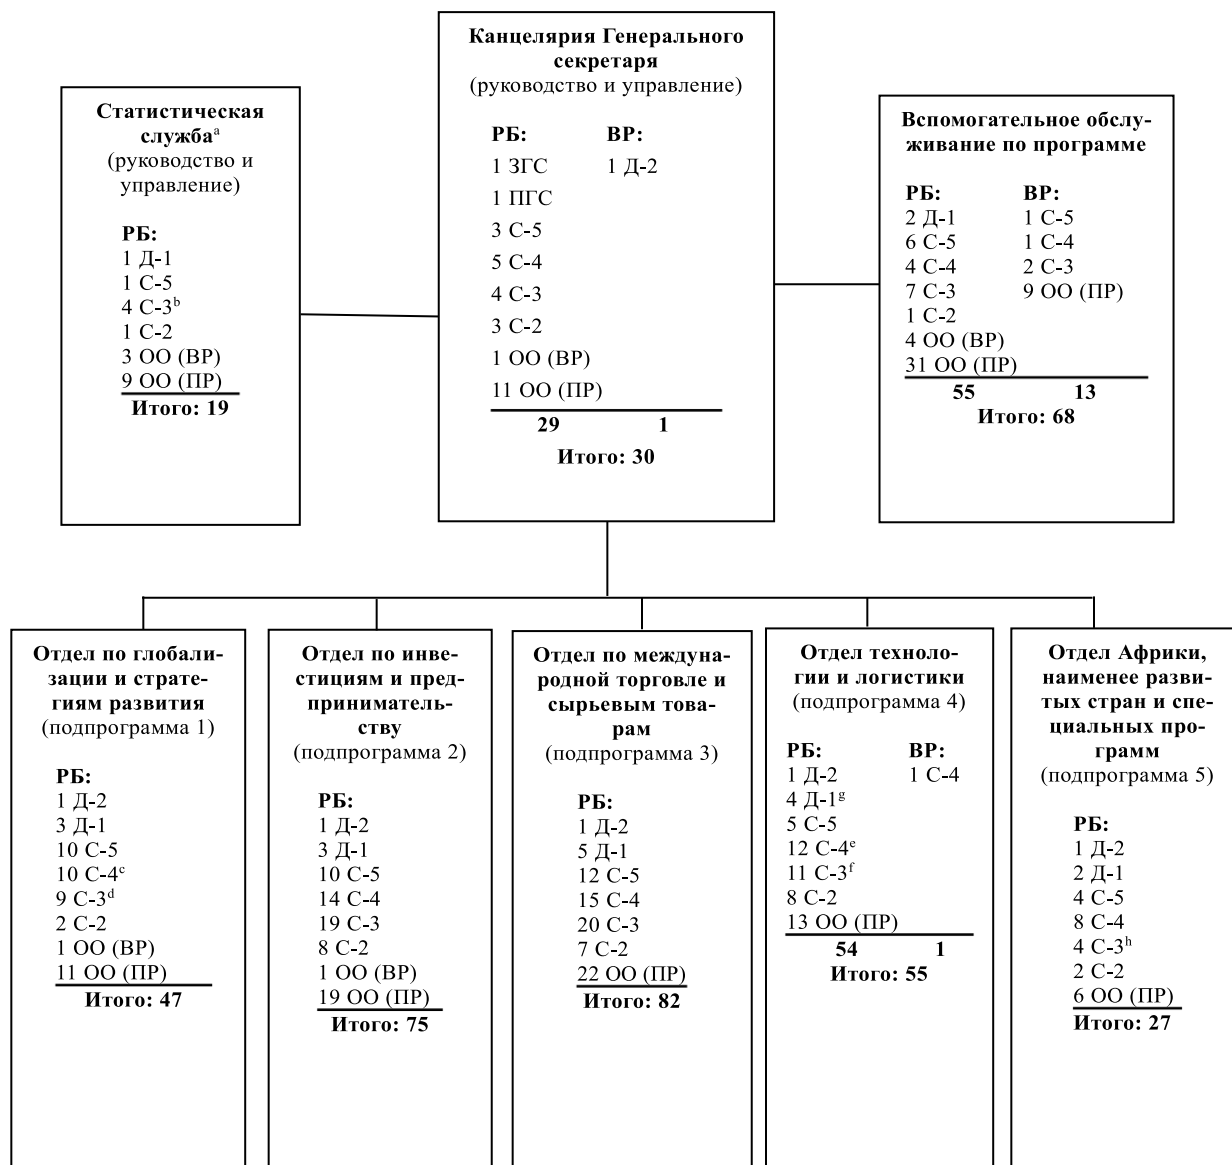 Канцелярия Генерального
секретаря
(руководство и управление)
РБ: ВР:
1 ЗГС 1 Д-2
1 ПГС
3 С-5
5 С-4
4 С-3
3 С-2
1 ОО (ВР)
11 ОО (ПР)
29 1
Итого: 30
Статистическая
службаᵃ
(руководство и
управление)
РБ:
1 Д-1
1 С-5
4 С-3ᵇ
1 С-2
3 ОО (ВР)
9 ОО (ПР)
Итого: 19
Вспомогательное обслу-
живание по программе
РБ: ВР:
2 Д-1 1 С-5
6 С-5 1 С-4
4 С-4 2 С-3
7 С-3 9 ОО (ПР)
1 С-2
4 ОО (ВР)
31 ОО (ПР)
55 13
Итого: 68
Отдел по глобали-
зации и страте-
гиям развития
(подпрограмма 1)
РБ:
1 Д-2
3 Д-1
10 С-5
10 С-4ᶜ
9 С-3ᵈ
2 С-2
1 ОО (ВР)
11 ОО (ПР)
Итого: 47
Отдел по инве-
стициям и пред-
приниматель-
ству
(подпрограмма 2)
РБ:
1 Д-2
3 Д-1
10 С-5
14 С-4
19 С-3
8 С-2
1 ОО (ВР)
19 ОО (ПР)
Итого: 75
Отдел по междуна-
родной торговле и
сырьевым това-
рам
(подпрограмма 3)
РБ:
1 Д-2
5 Д-1
12 С-5
15 С-4
20 С-3
7 С-2
22 ОО (ПР)
Итого: 82
Отдел техноло-
гии и логистики
(подпрограмма 4)
РБ: ВР:
1 Д-2 1 С-4
4 Д-1ᵍ
5 С-5
12 С-4ᵉ
11 С-3ᶠ
8 С-2
13 ОО (ПР)
54 1
Итого: 55
Отдел Африки,
наименее разви-
тых стран и спе-
циальных про-
грамм
(подпрограмма 5)
РБ:
1 Д-2
2 Д-1
4 С-5
8 С-4
4 С-3ʰ
2 С-2
6 ОО (ПР)
Итого: 27